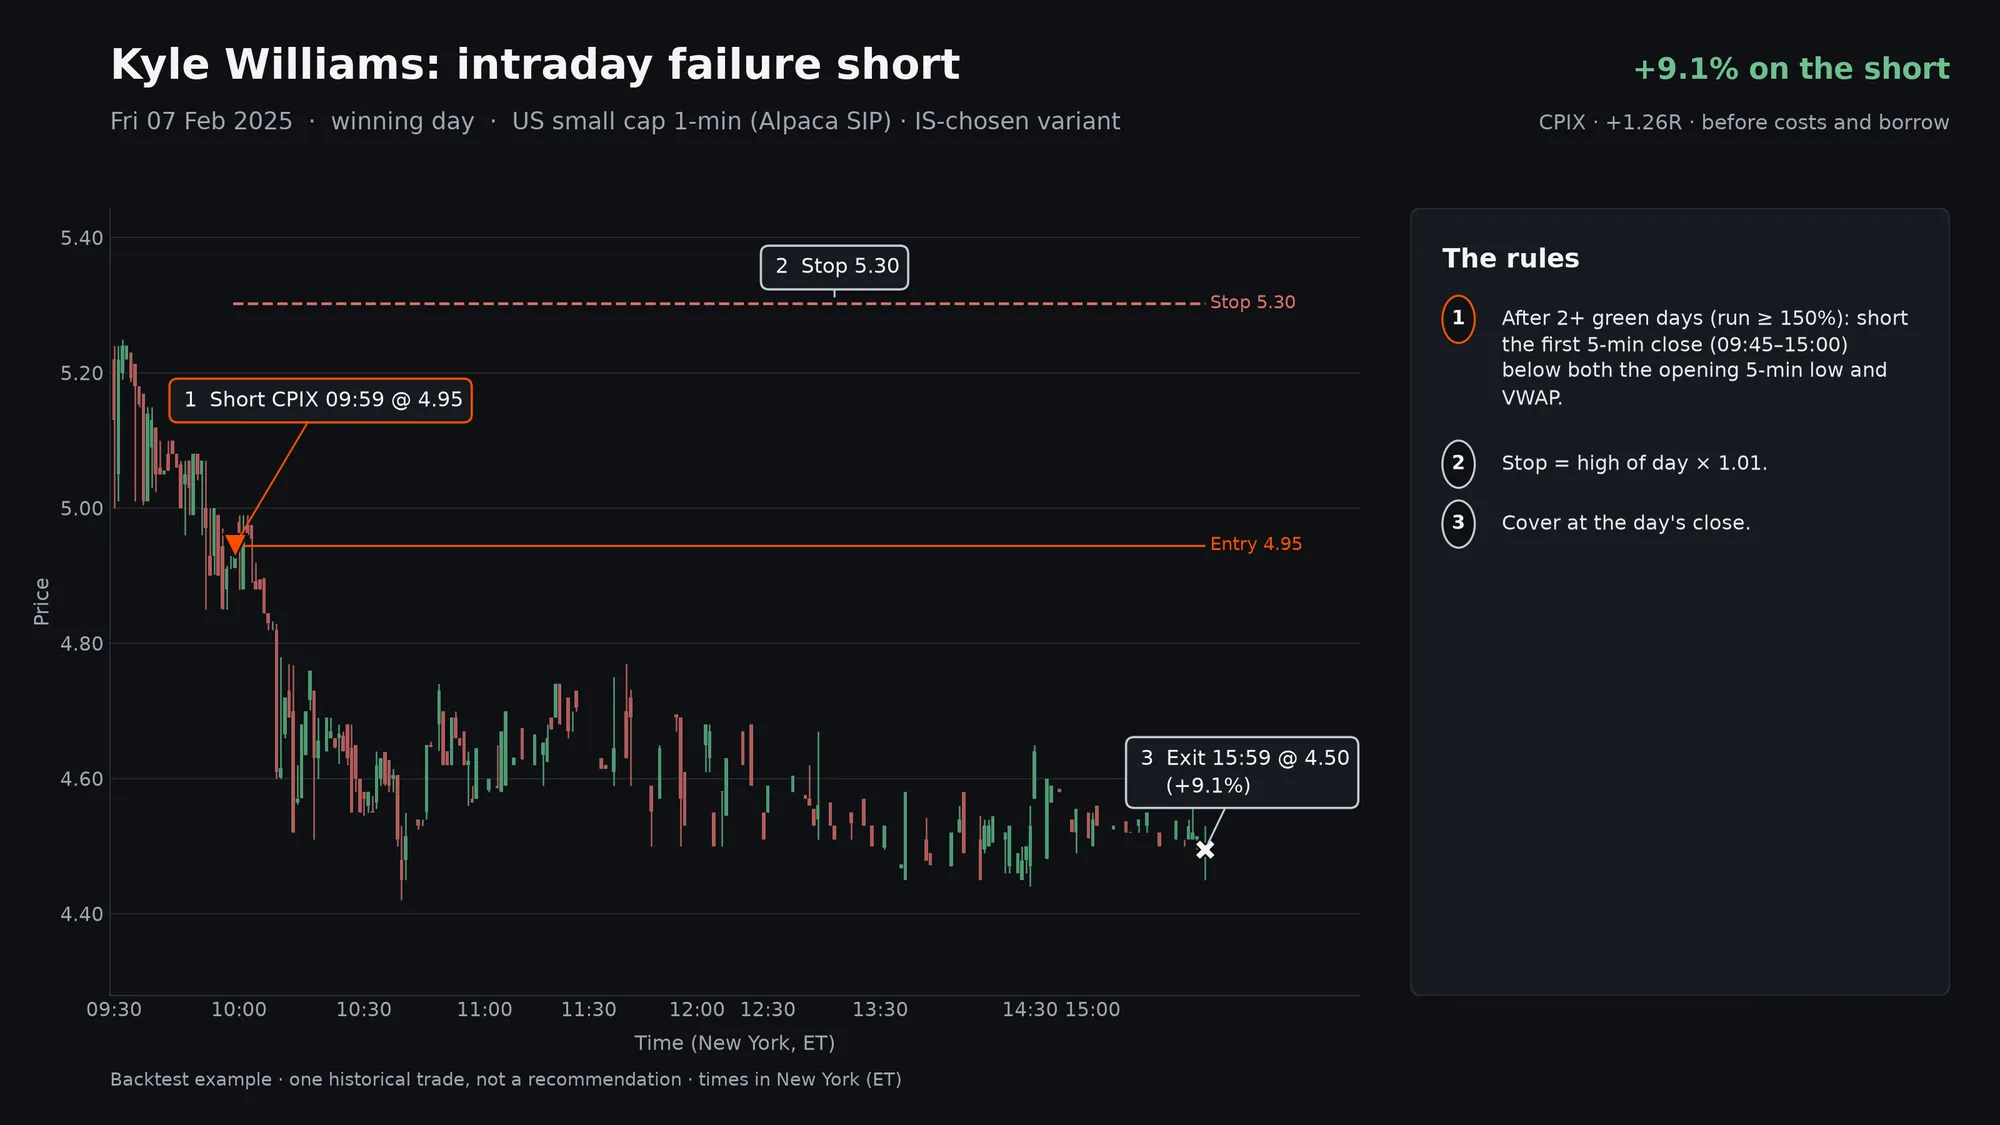 Kyle Williams: intraday failure short
+9.1% on the short
Fri 07 Feb 2025 · winning day · US small cap 1-min (Alpaca SIP) · IS-chosen variant
CPIX · +1.26R · before costs and borrow
5.40
5.20
5.00
4.80
4.60
4.40
Price
2 Stop 5.30
Stop 5.30
1 Short CPIX 09:59 @ 4.95
Entry 4.95
3 Exit 15:59 @ 4.50
(+9.1%)
09:30 10:00 10:30 11:00 11:30 12:00 12:30 13:30 14:30 15:00
Time (New York, ET)
The rules
1 After 2+ green days (run ≥ 150%): short
the first 5-min close (09:45–15:00)
below both the opening 5-min low and
VWAP.
2 Stop = high of day × 1.01.
3 Cover at the day's close.
Backtest example · one historical trade, not a recommendation · times in New York (ET)